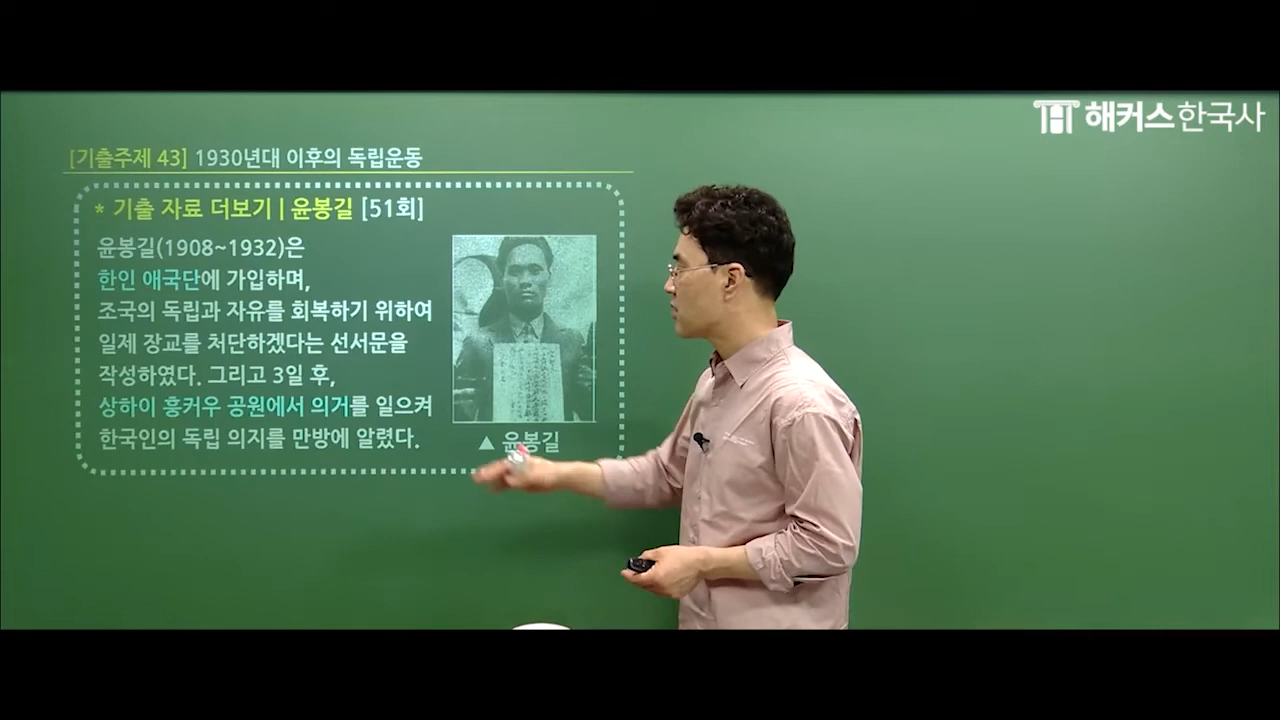 해커스한국사
[기출주제 43] 1930년대 이후의 독립운동
* 기출 자료 더보기 | 윤봉길 [51회]
윤봉길(1908~1932)은
한인 애국단에 가입하며,
조국의 독립과 자유를 회복하기 위하여
일제 장교를 처단하겠다는 선서문을
작성하였다. 그리고 3일 후,
상하이 훙커우 공원에서 의거를 일으켜
한국인의 독립 의지를 만방에 알렸다.
▲ 윤봉길